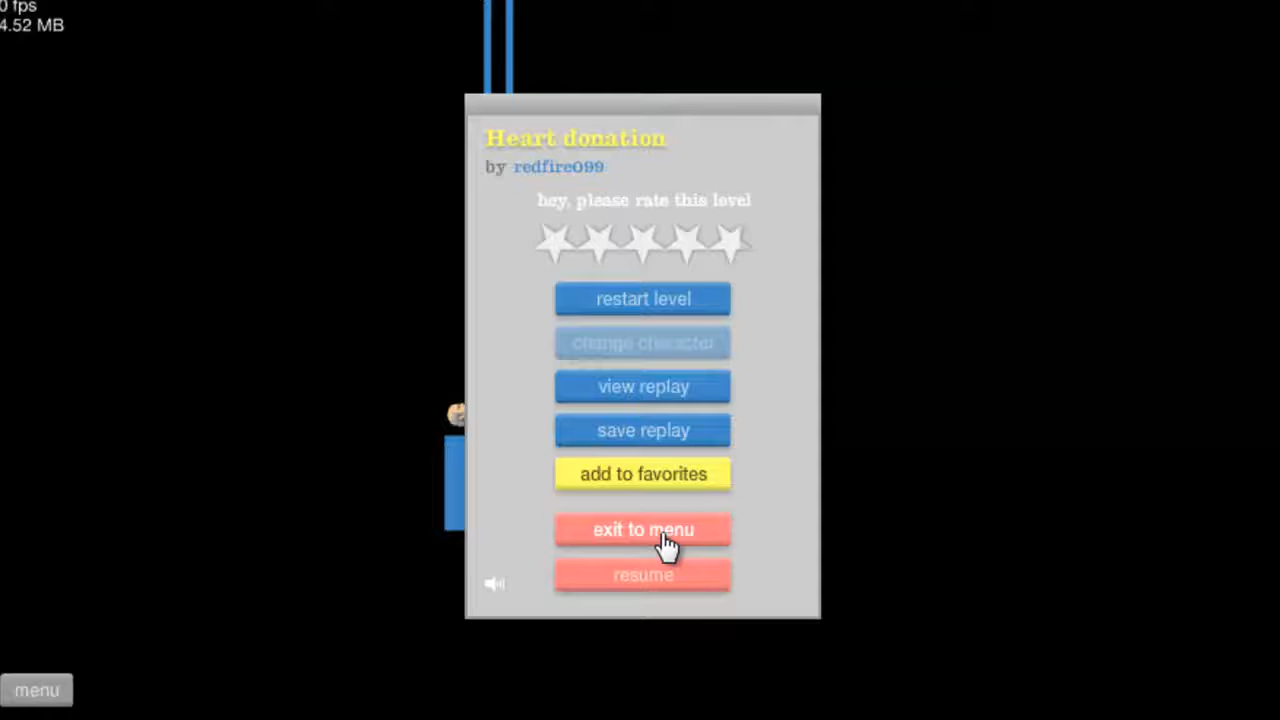 0 fps
4.52 MB
Heart donation
by redfire099
hey, please rate this level
restart level
change character
view replay
save replay
add to favorites
exit to menu
resume
menu